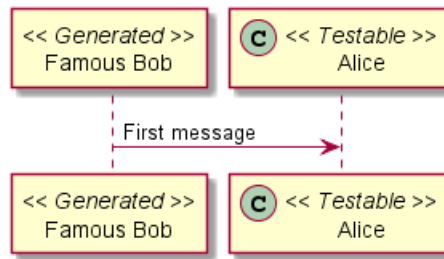 << Generated >>
Famous Bob
C << Testable >>
Alice
First message
<< Generated >>
Famous Bob
C << Testable >>
Alice